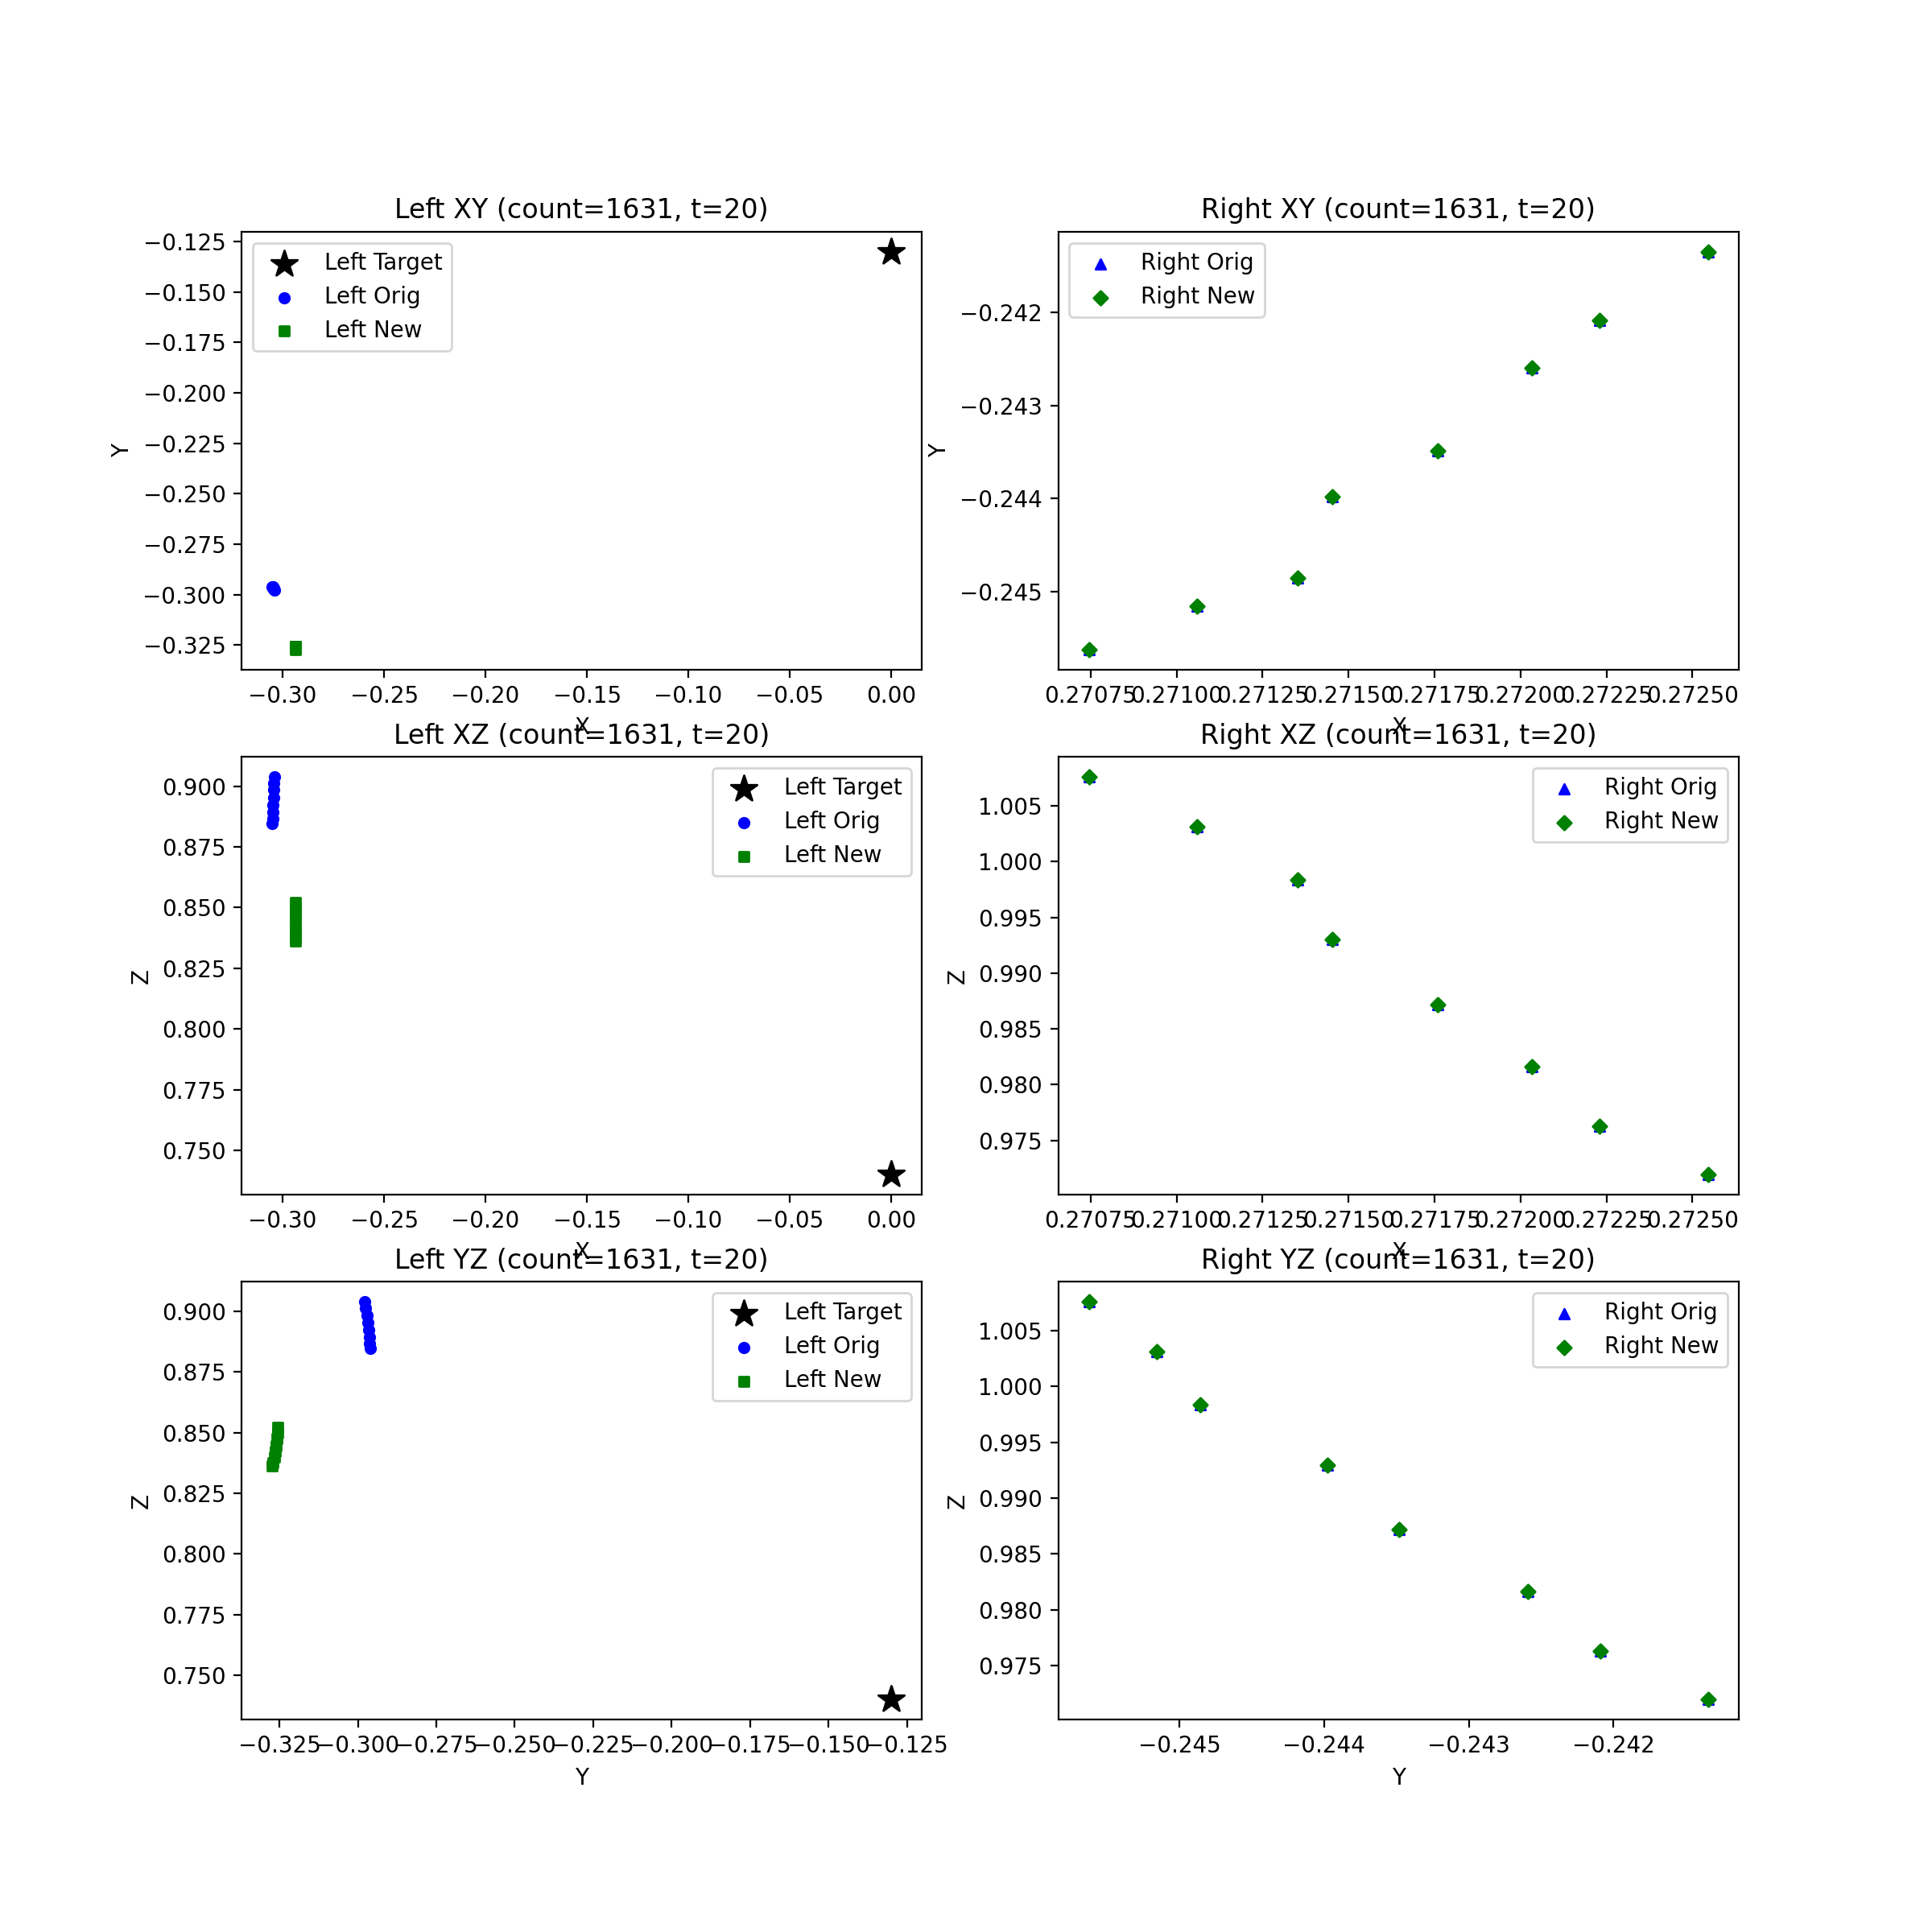 Left XY (count=1631, t=20)
Left Target
Left Orig
Left New
−0.125
−0.150
−0.175
−0.200
−0.225
−0.250
−0.275
−0.300
−0.325
Y
−0.30 −0.25 −0.20 −0.15 −0.10 −0.05 0.00
X
Right XY (count=1631, t=20)
Right Orig
Right New
−0.242
−0.243
−0.244
−0.245
Y
0.27075 0.27100 0.27125 0.27150 0.27175 0.27200 0.27225 0.27250
X
Left XZ (count=1631, t=20)
Left Target
Left Orig
Left New
0.900
0.875
0.850
0.825
0.800
0.775
0.750
Z
−0.30 −0.25 −0.20 −0.15 −0.10 −0.05 0.00
X
Right XZ (count=1631, t=20)
Right Orig
Right New
1.005
1.000
0.995
0.990
0.985
0.980
0.975
Z
0.27075 0.27100 0.27125 0.27150 0.27175 0.27200 0.27225 0.27250
X
Left YZ (count=1631, t=20)
Left Target
Left Orig
Left New
0.900
0.875
0.850
0.825
0.800
0.775
0.750
Z
−0.325 −0.300 −0.275 −0.250 −0.225 −0.200 −0.175 −0.150 −0.125
Y
Right YZ (count=1631, t=20)
Right Orig
Right New
1.005
1.000
0.995
0.990
0.985
0.980
0.975
Z
−0.245 −0.244 −0.243 −0.242
Y